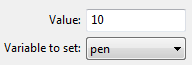 Value: 10
Variable to set: pen